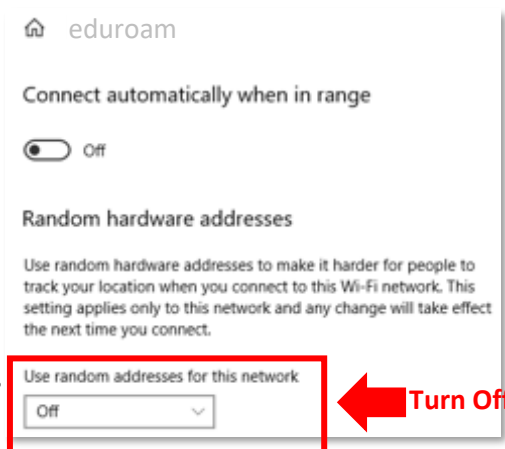 eduroam
Connect automatically when in range
Off
Random hardware addresses
Use random hardware addresses to make it harder for people to
track your location when you connect to this Wi-Fi network. This
setting applies only to this network and any change will take effect
the next time you connect.
Use random addresses for this network
Off
Turn Off